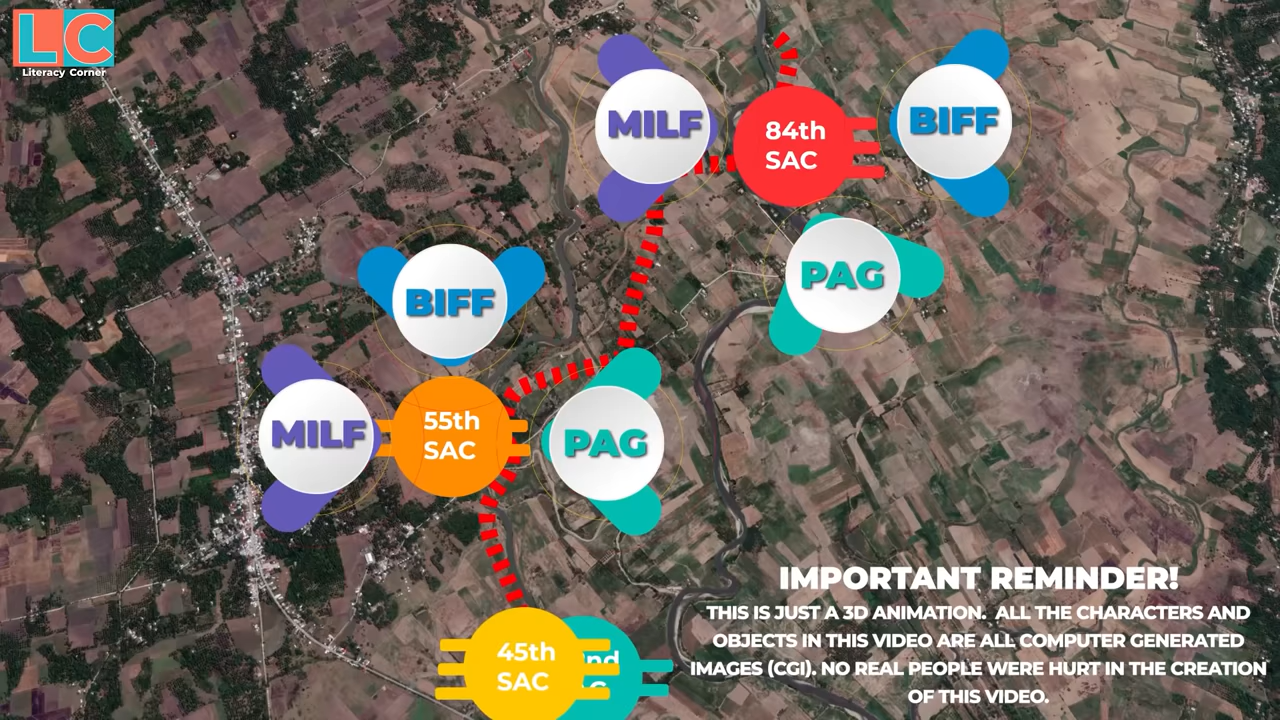 LC
Literacy Corner
MILF
84th
SAC
BIFF
PAG
BIFF
MILF
55th
SAC
PAG
45th
SAC
IMPORTANT REMINDER!
THIS IS JUST A 3D ANIMATION. ALL THE CHARACTERS AND
OBJECTS IN THIS VIDEO ARE ALL COMPUTER GENERATED
IMAGES (CGI). NO REAL PEOPLE WERE HURT IN THE CREATION
OF THIS VIDEO.